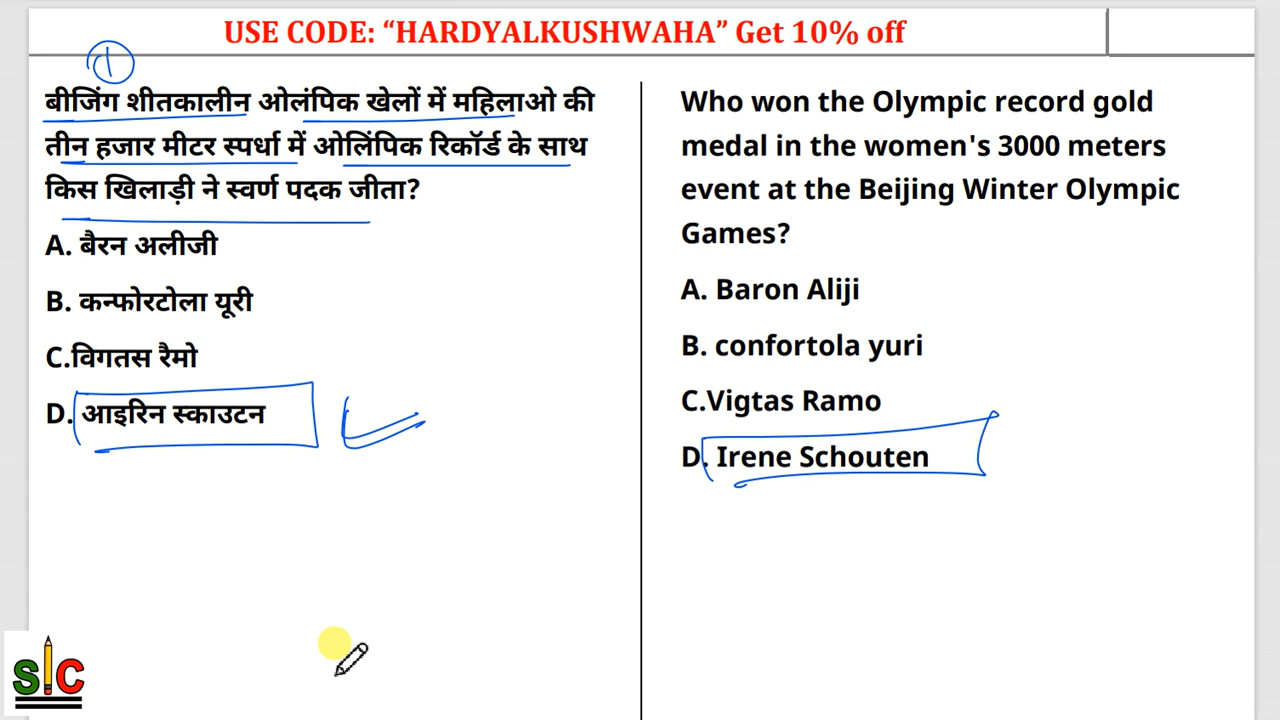 USE CODE: “HARDYALKUSHWAHA” Get 10% off
1
बीजिंग शीतकालीन ओलंपिक खेलों में महिलाओ की
तीन हजार मीटर स्पर्धा में ओलिंपिक रिकॉर्ड के साथ
किस खिलाड़ी ने स्वर्ण पदक जीता?
A. बैरन अलीजी
B. कन्फोरटोला यूरी
C.विगतस रैमो
D. आइरिन स्काउटन
Who won the Olympic record gold
medal in the women's 3000 meters
event at the Beijing Winter Olympic
Games?
A. Baron Aliji
B. confortola yuri
C.Vigtas Ramo
D. Irene Schouten
SIC